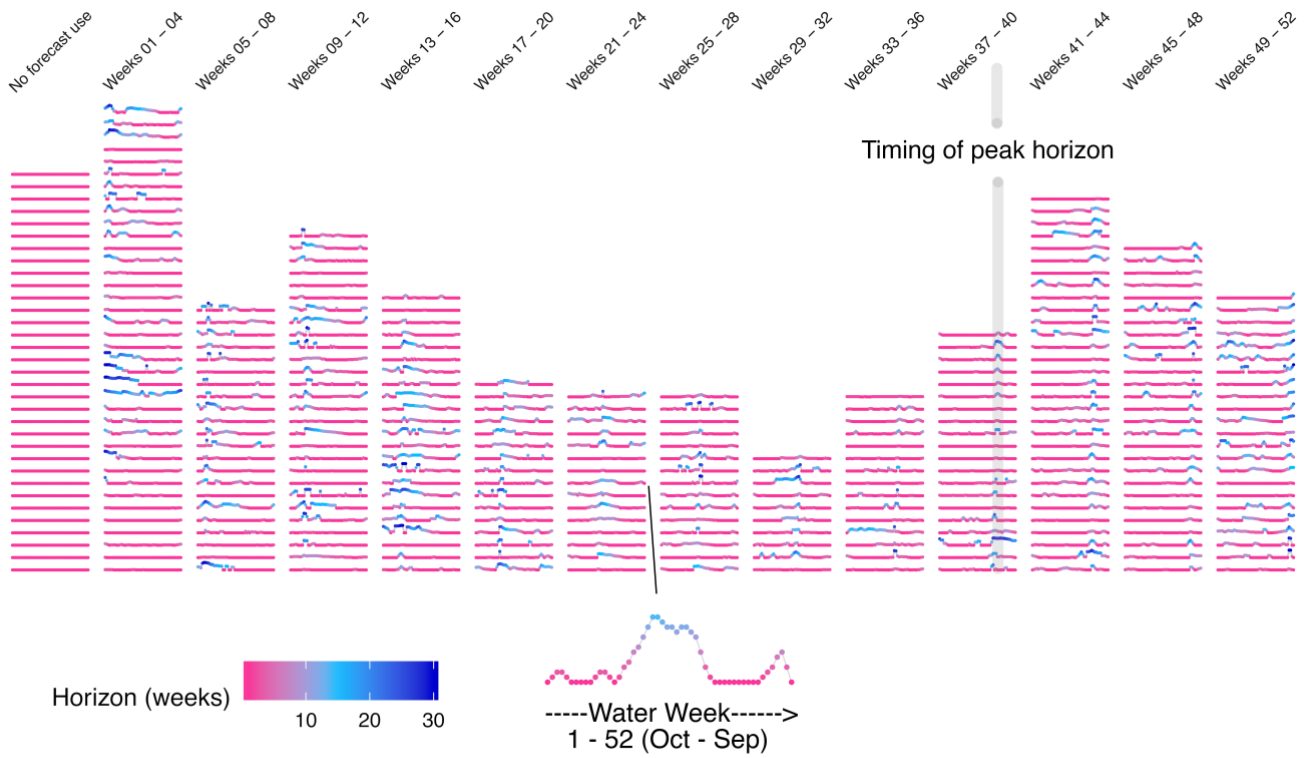 No forecast use
Weeks 01 – 04
Weeks 05 – 08
Weeks 09 – 12
Weeks 13 – 16
Weeks 17 – 20
Weeks 21 – 24
Weeks 25 – 28
Weeks 29 – 32
Weeks 33 – 36
Weeks 37 – 40
Weeks 41 – 44
Weeks 45 – 48
Weeks 49 – 52
Timing of peak horizon
Horizon (weeks)
10 20 30
-----Water Week----->
1 - 52 (Oct - Sep)